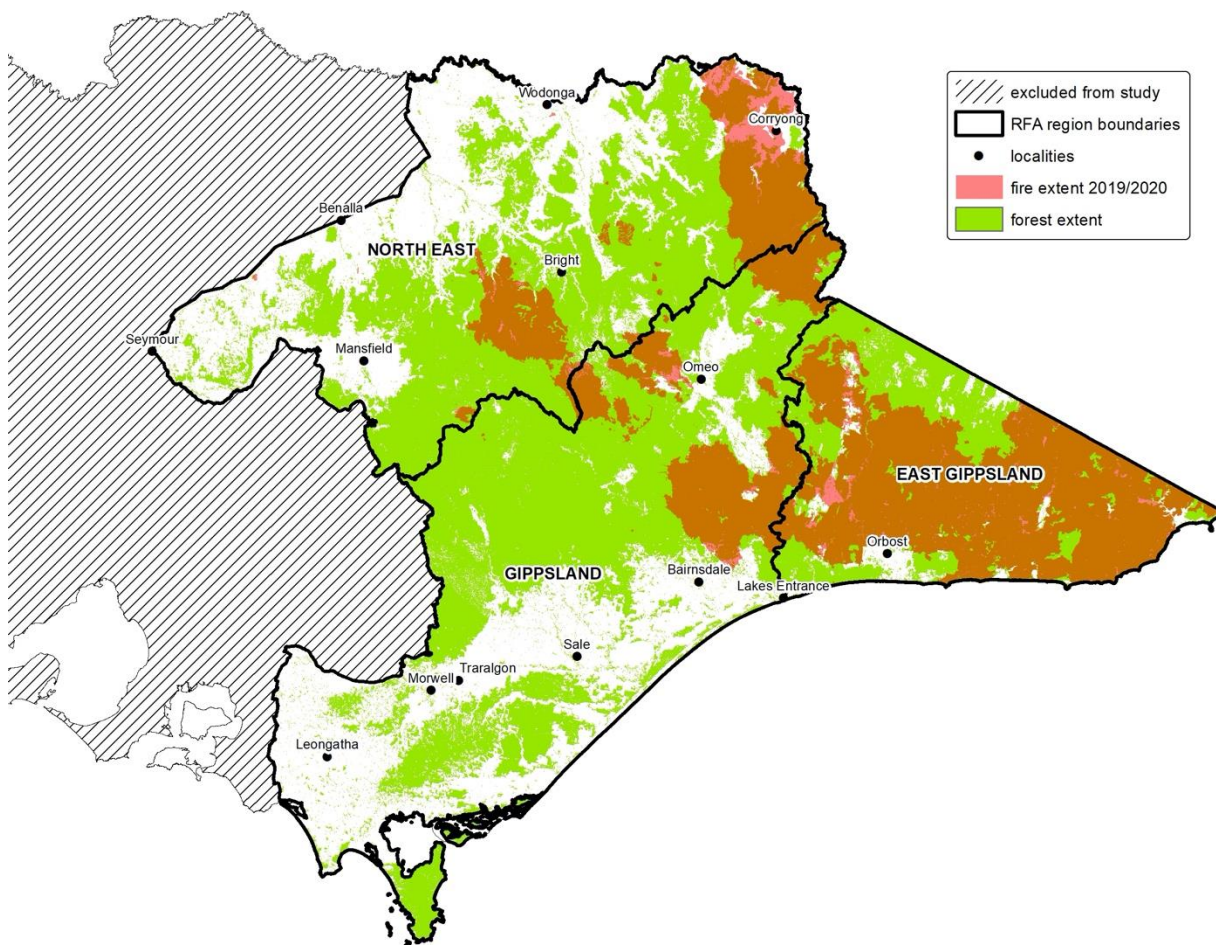 excluded from study
RFA region boundaries
localities
fire extent 2019/2020
forest extent
Wodonga
Corryong
Benalla
NORTH EAST
Bright
Seymour
Mansfield
Omeo
EAST GIPPSLAND
Orbost
GIPPSLAND
Bairnsdale
Lakes Entrance
Sale
Traralgon
Morwell
Leongatha